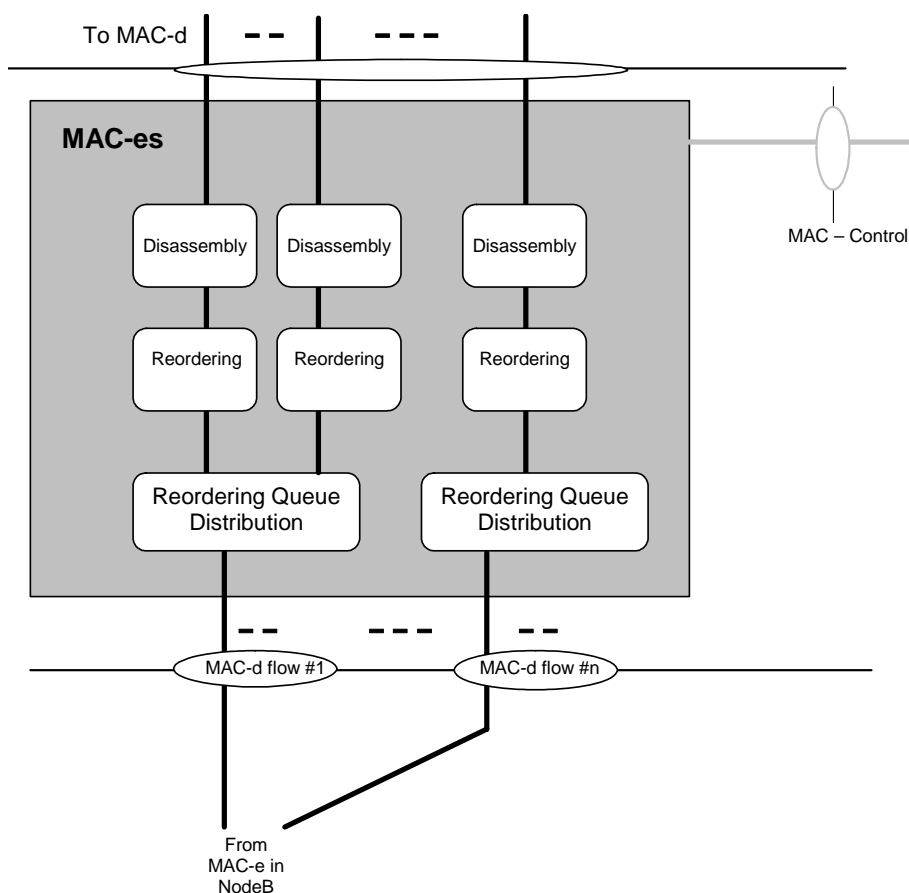 To MAC-d
MAC-es
MAC – Control
Disassembly
Disassembly
Disassembly
Reordering
Reordering
Reordering
Reordering Queue
Distribution
Reordering Queue
Distribution
MAC-d flow #1
MAC-d flow #n
From
MAC-e in
NodeB